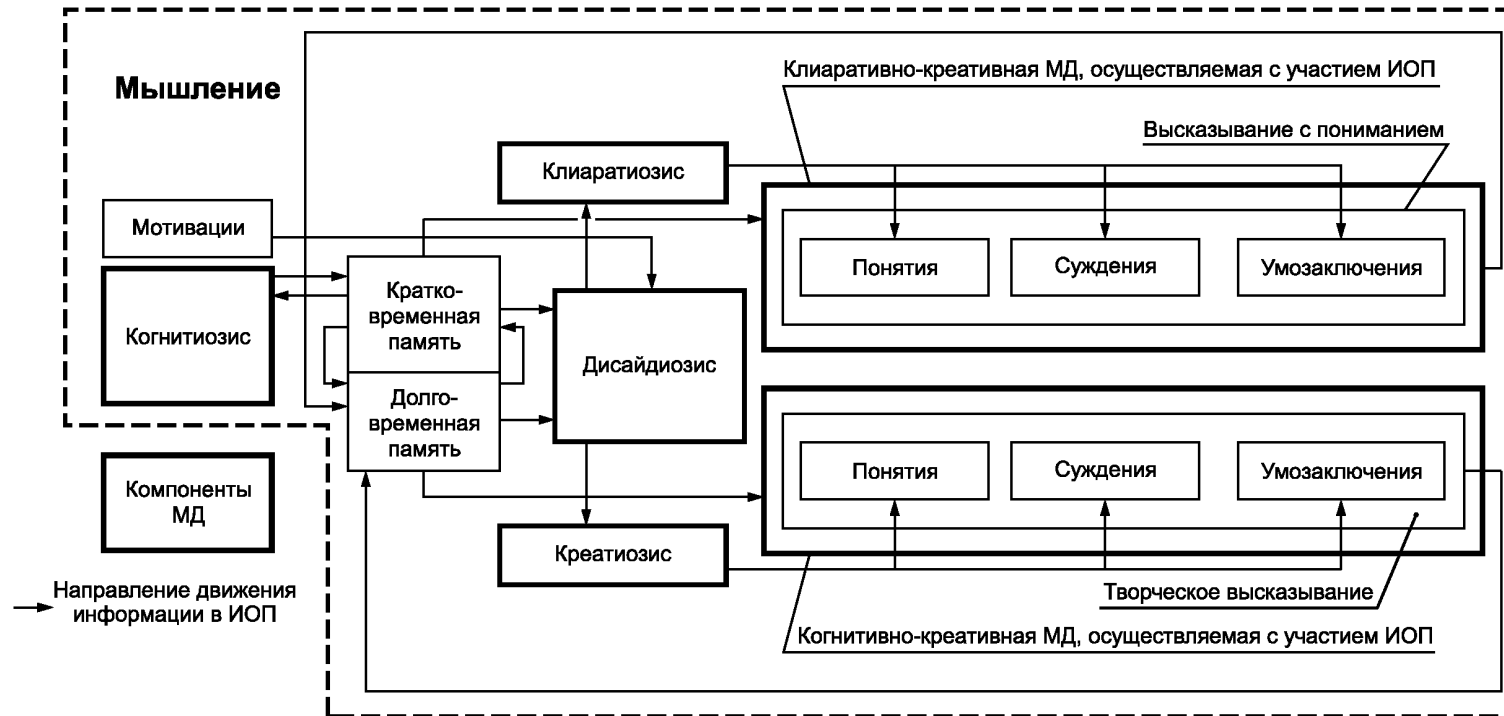 Мышление
Клиаративно-креативная МД, осуществляемая с участием ИОП
Высказывание с пониманием
Клиаратиозис
Мотивации
Понятия
Суждения
Умозаключения
Когнитиозис
Кратко-
временная
память
Дисайдиозис
Долго-
временная
память
Понятия
Суждения
Умозаключения
Компоненты
МД
Креатиозис
Направление движения
информации в ИОП
Творческое высказывание
Когнитивно-креативная МД, осуществляемая с участием ИОП